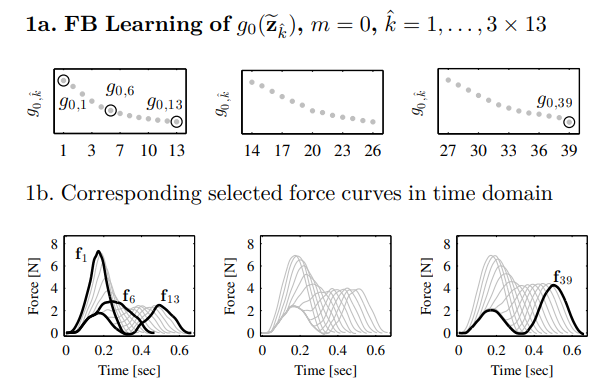 1a. FB Learning of g₀(z̃_k̂), m = 0, k̂ = 1, . . . , 3 × 13
g₀,k̂ g₀,k̂ g₀,k̂
g₀,₁ g₀,₆ g₀,₁₃ g₀,₃₉
1 3 7 10 13 14 17 20 23 26 27 30 33 36 39
1b. Corresponding selected force curves in time domain
Force [N] Force [N] Force [N]
8 8 8
6 6 6
4 4 4
2 2 2
0 0 0
f₁ f₆ f₁₃ f₃₉
0 0.2 0.4 0.6 0 0.2 0.4 0.6 0 0.2 0.4 0.6
Time [sec] Time [sec] Time [sec]